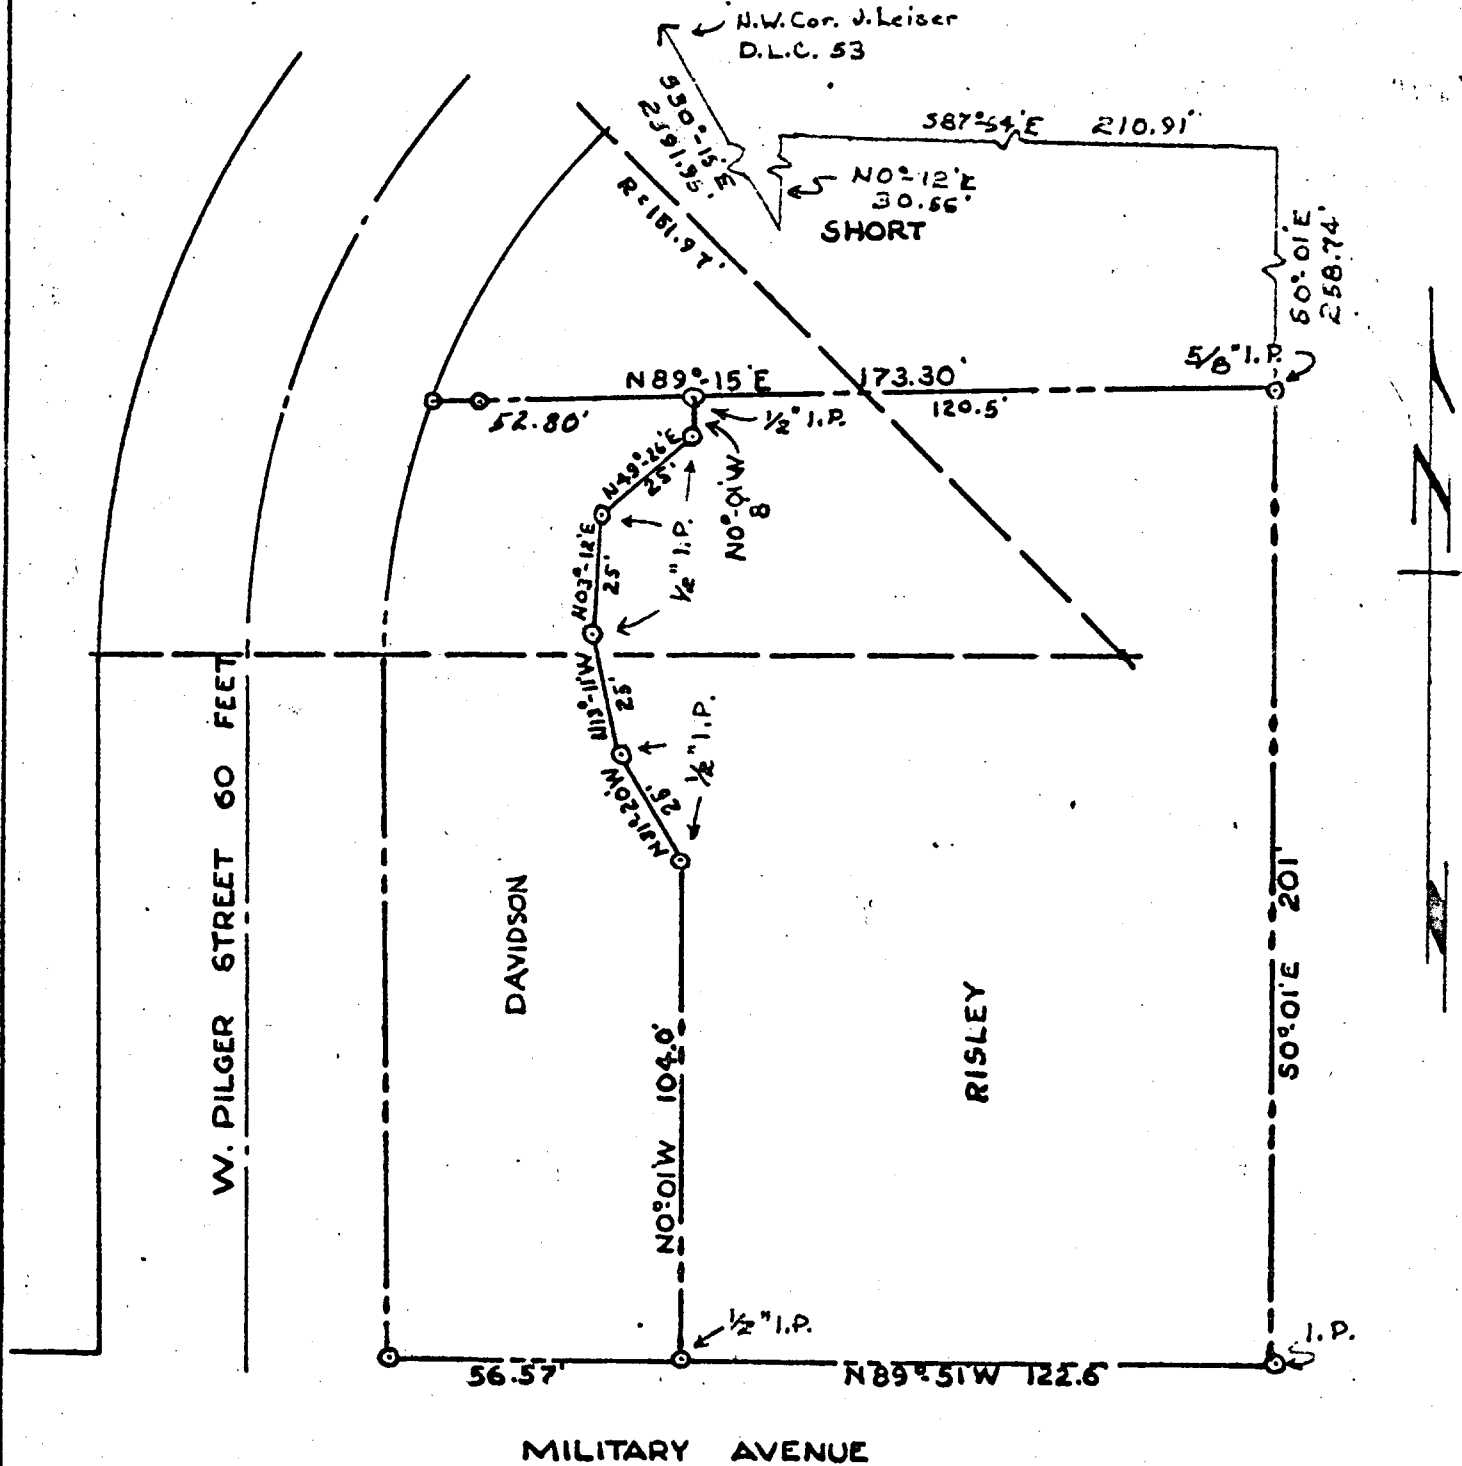 N.W. Cor. J. Leiser
D.L.C. 53
S30°-15'E
2391.95'
S87°-54'E 210.91'
N0°-12'E
30.56'
SHORT
R=181.97'
S0°-01'E
258.74'
5/8" I.P.
N89°-15'E 173.30'
52.80'
120.5'
1/2" I.P.
N49°-26'E
25'
N0°-01'W
8
1/2" I.P.
N03°-12'E
25'
N13°-11'W
25'
1/2" I.P.
N31°-20'W
25'
W. PILGER STREET 60 FEET
DAVIDSON
RISLEY
N0°01'W 104.0'
S0°-01'E 201'
1/2" I.P.
I.P.
56.57'
N89°-51'W 122.6'
MILITARY AVENUE
N